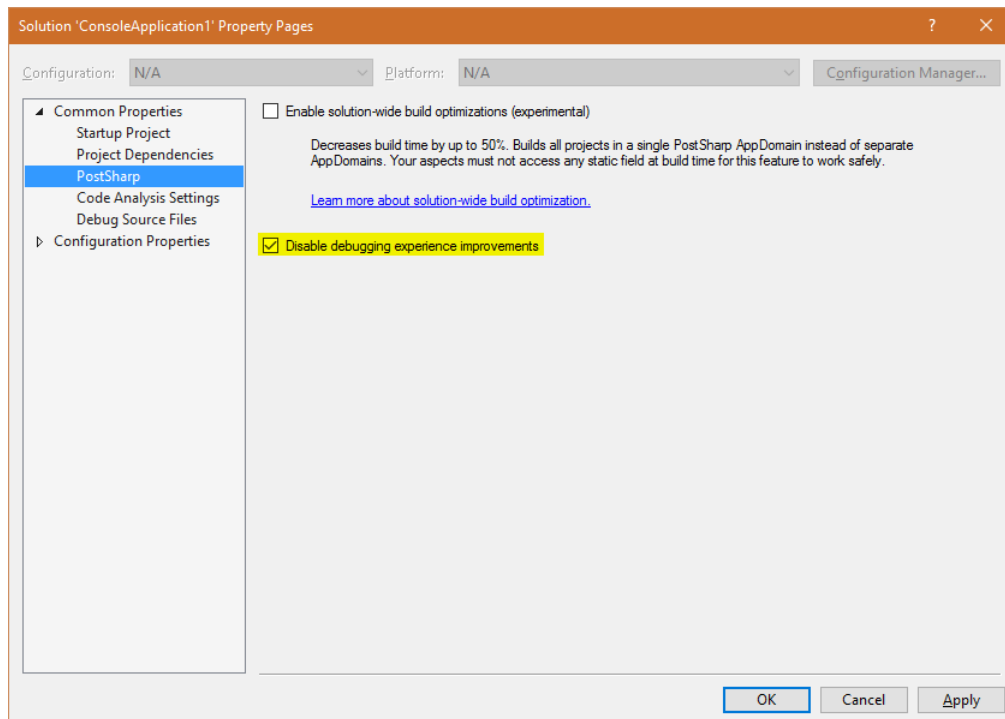 Solution 'ConsoleApplication1' Property Pages
?
Configuration: N/A Platform: N/A Configuration Manager...
Common Properties
Startup Project
Project Dependencies
PostSharp
Code Analysis Settings
Debug Source Files
Configuration Properties
Enable solution-wide build optimizations (experimental)
Decreases build time by up to 50%. Builds all projects in a single PostSharp AppDomain instead of separate
AppDomains. Your aspects must not access any static field at build time for this feature to work safely.
Learn more about solution-wide build optimization.
Disable debugging experience improvements
OK Cancel Apply